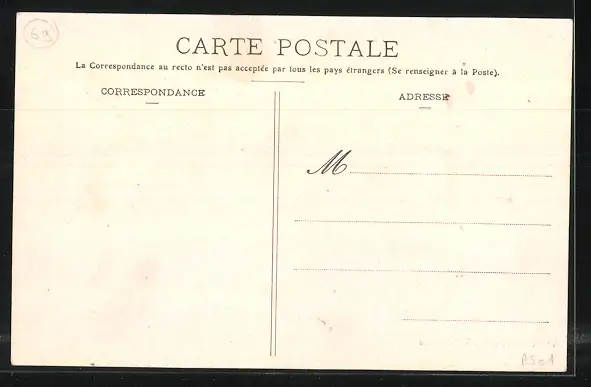 69
CARTE POSTALE
La Correspondance au recto n'est pas acceptée par tous les pays étrangers (Se renseigner à la Poste).
CORRESPONDANCE
ADRESSE
M